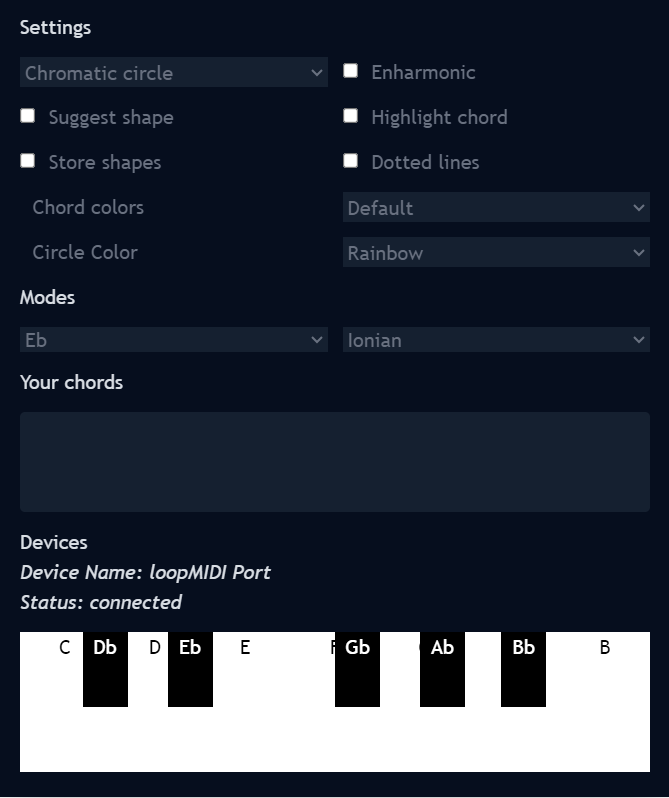 Settings
Chromatic circle Enharmonic
Suggest shape Highlight chord
Store shapes Dotted lines
Chord colors Default
Circle Color Rainbow
Modes
Eb Ionian
Your chords
Devices
Device Name: loopMIDI Port
Status: connected
C Db D Eb E Gb Ab Bb B